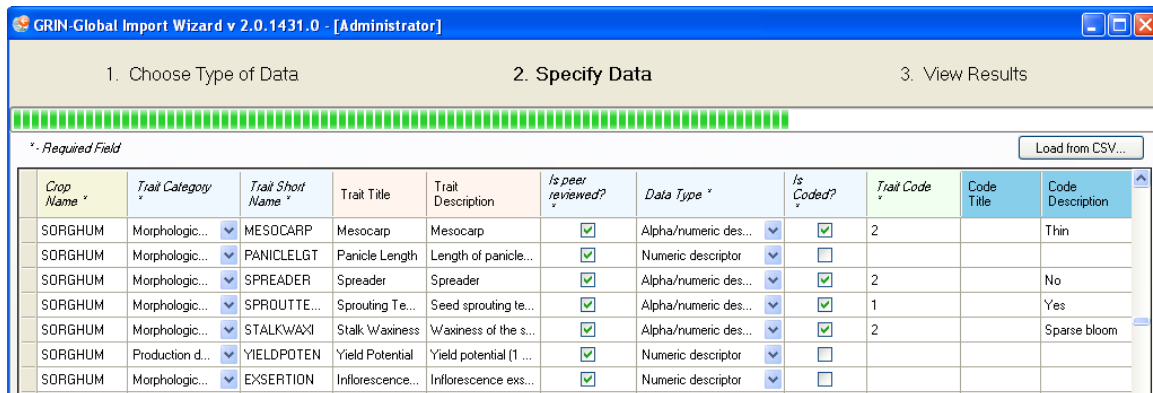 GRIN-Global Import Wizard v 2.0.1431.0 - [Administrator]
1. Choose Type of Data 2. Specify Data 3. View Results
* - Required Field Load from CSV...
Crop Name * Trait Category * Trait Short Name * Trait Title Trait Description Is peer reviewed? * Data Type * Is Coded? * Trait Code * Code Title Code Description
SORGHUM Morphologic... MESOCARP Mesocarp Mesocarp Alpha/numeric des... 2 Thin
SORGHUM Morphologic... PANICLELGT Panicle Length Length of panicle... Numeric descriptor
SORGHUM Morphologic... SPREADER Spreader Spreader Alpha/numeric des... 2 No
SORGHUM Morphologic... SPROUTTE... Sprouting Te... Seed sprouting te... Alpha/numeric des... 1 Yes
SORGHUM Morphologic... STALKWAXI Stalk Waxiness Waxiness of the s... Alpha/numeric des... 2 Sparse bloom
SORGHUM Production d... YIELDPOTEN Yield Potential Yield potential (1 ... Numeric descriptor
SORGHUM Morphologic... EXSERTION Inflorescence... Inflorescence exs... Numeric descriptor